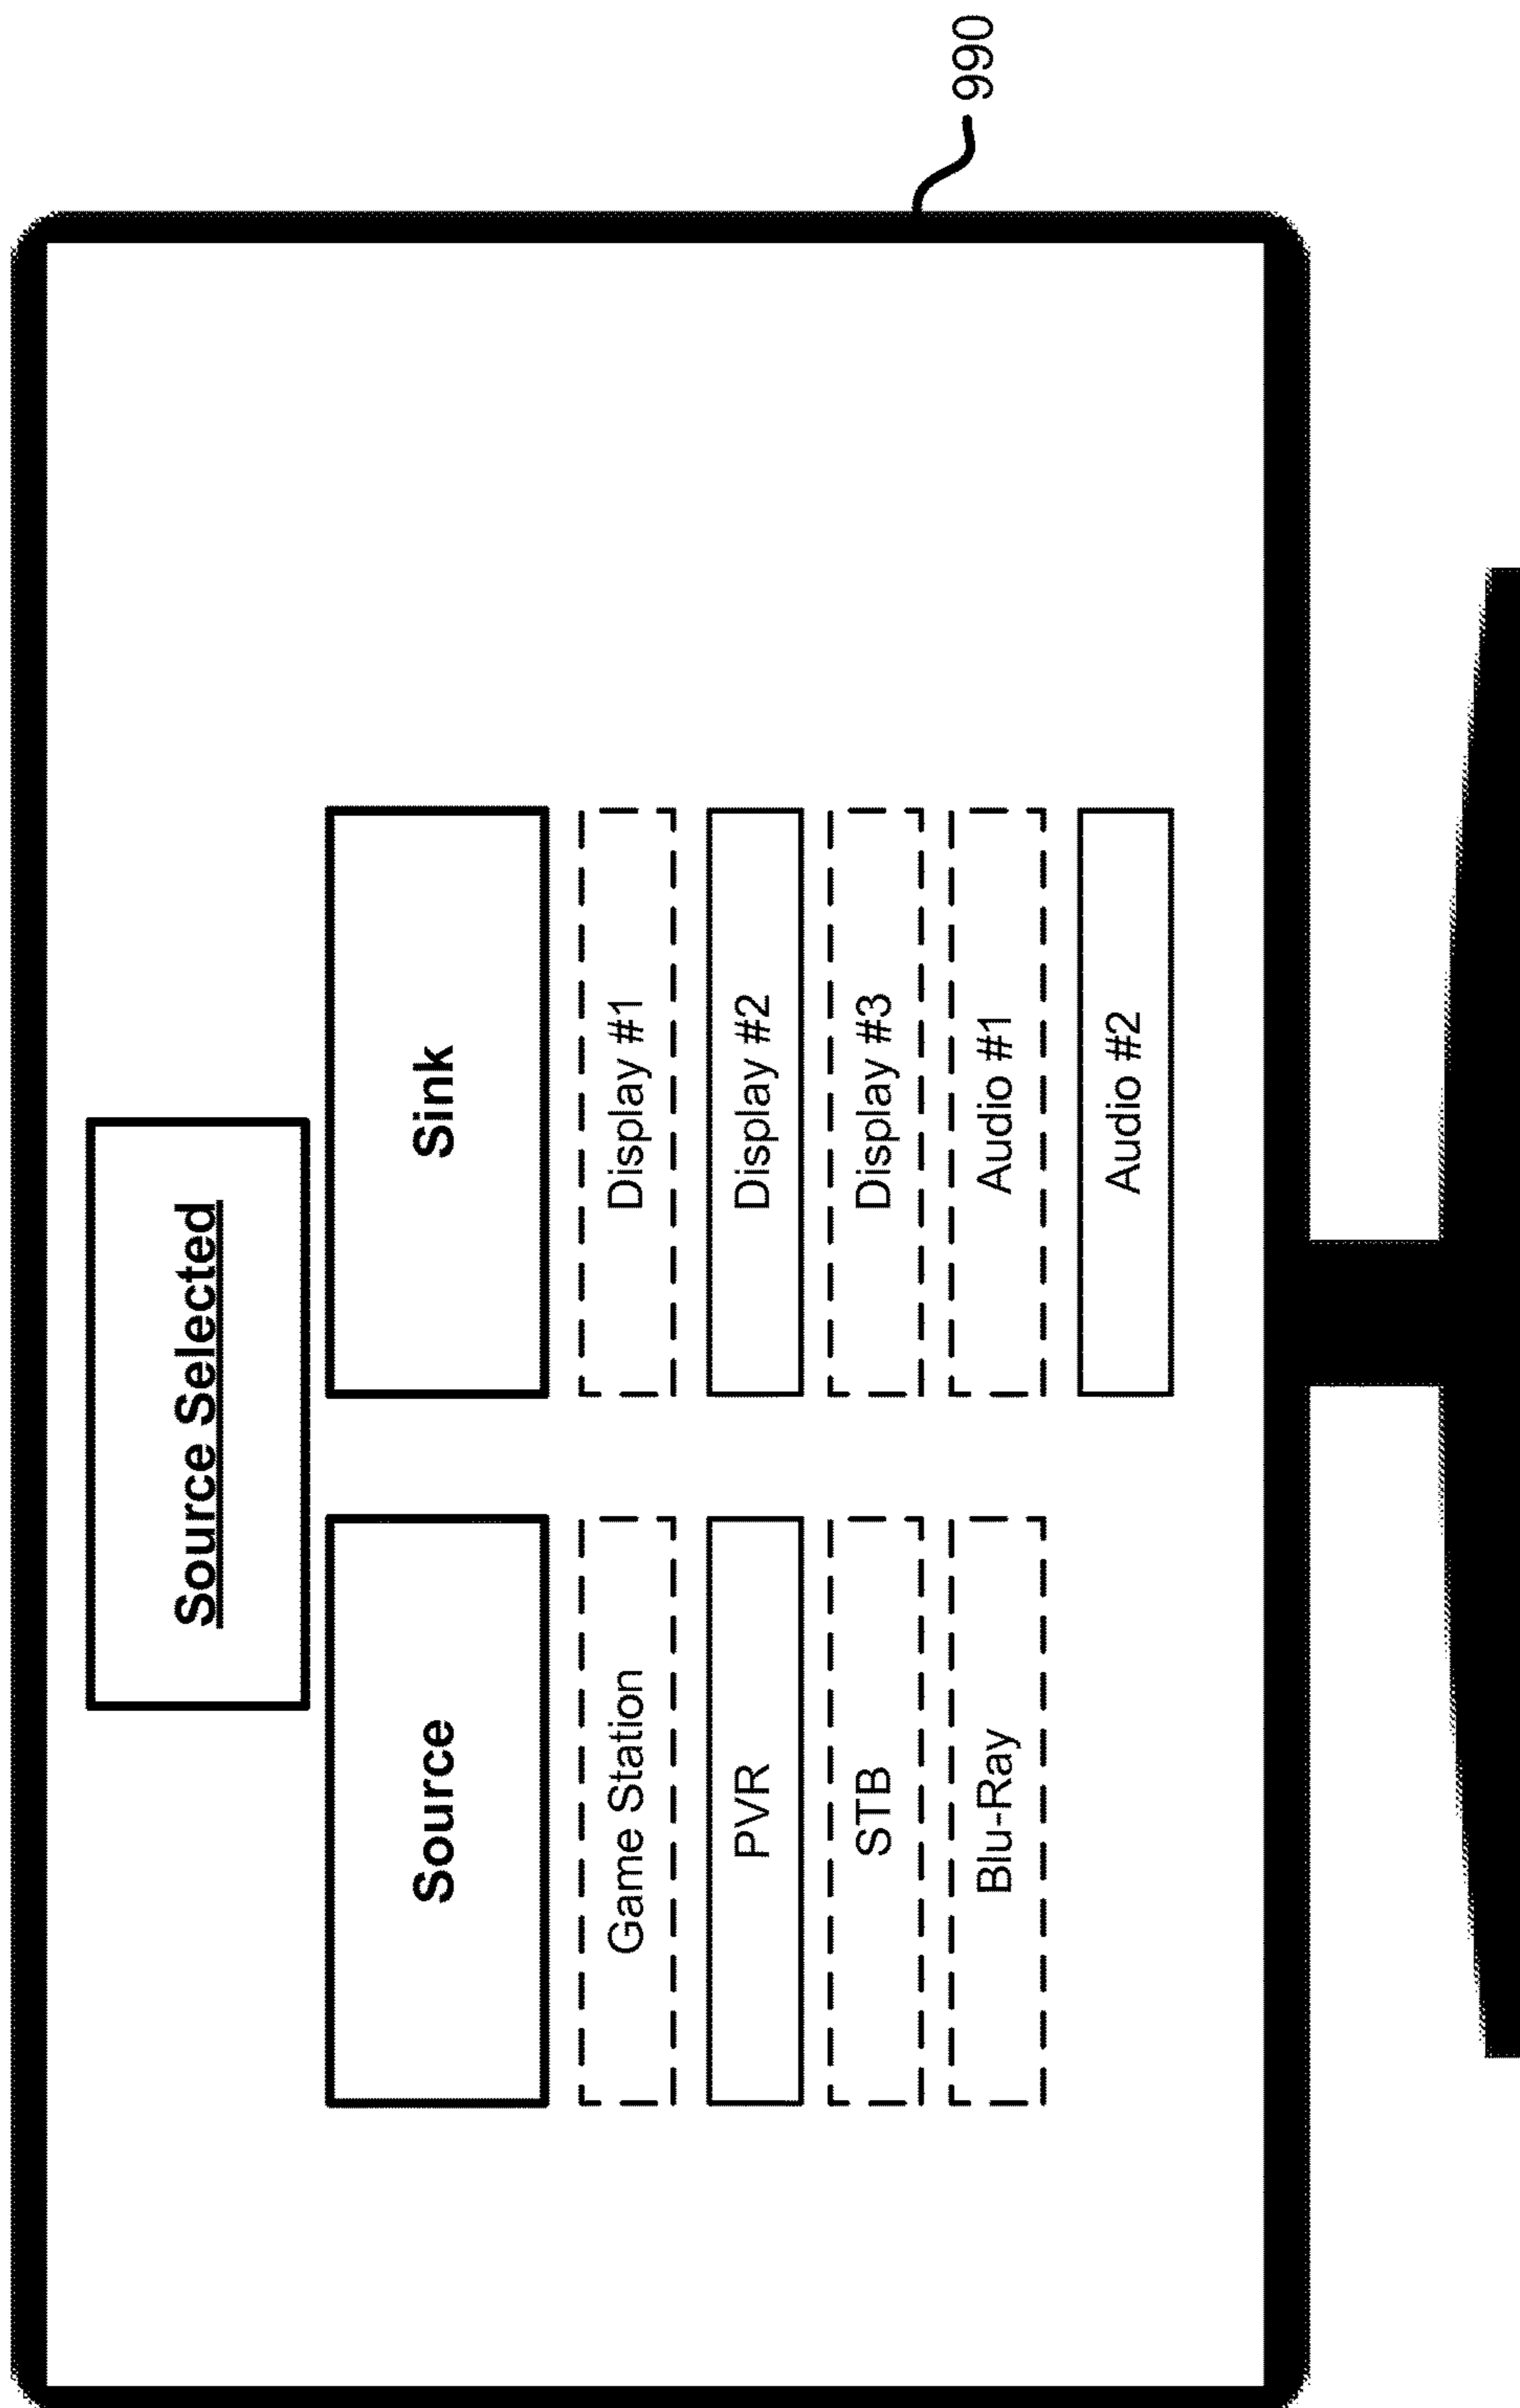 Source Selected
Source
Sink
Game Station
Display #1
PVR
Display #2
STB
Display #3
Blu-Ray
Audio #1
Audio #2
990